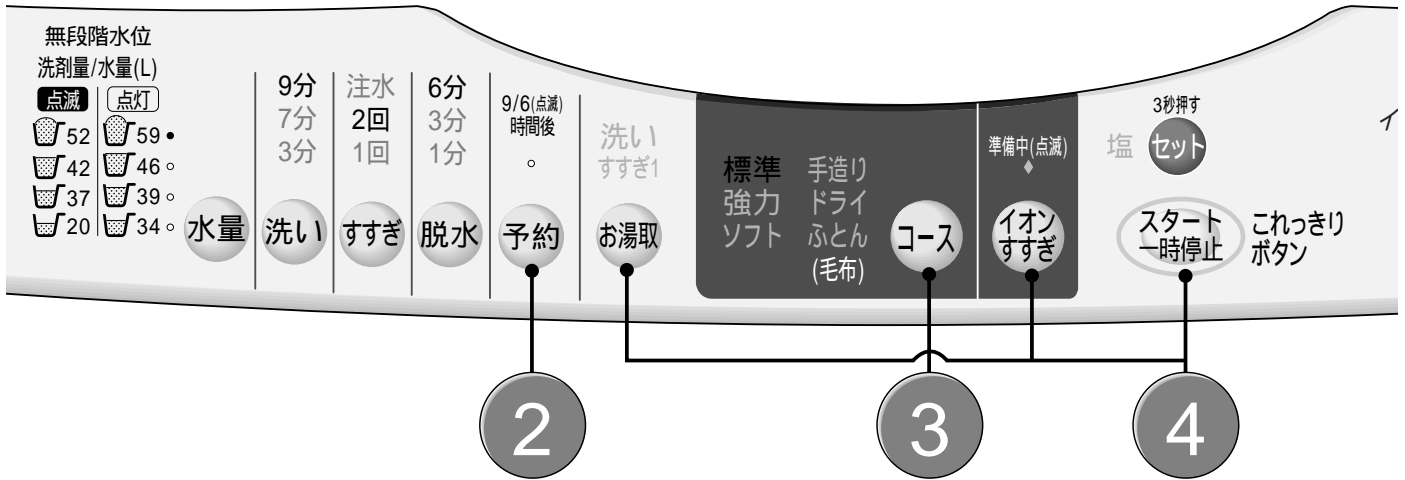 無段階水位
洗剤量/水量(L)
点滅 点灯
52 59
42 46
37 39
20 34
水量
9分
7分
3分
洗い
注水
2回
1回
すすぎ
6分
3分
1分
脱水
9/6(点滅)
時間後
予約
洗い
すすぎ1
お湯取
標準 手造り
強力 ドライ
ソフト ふとん
(毛布)
コース
準備中(点滅)
イオン
すすぎ
3秒押す
塩 セット
スタート
一時停止
これっきり
ボタン
イ
2
3
4